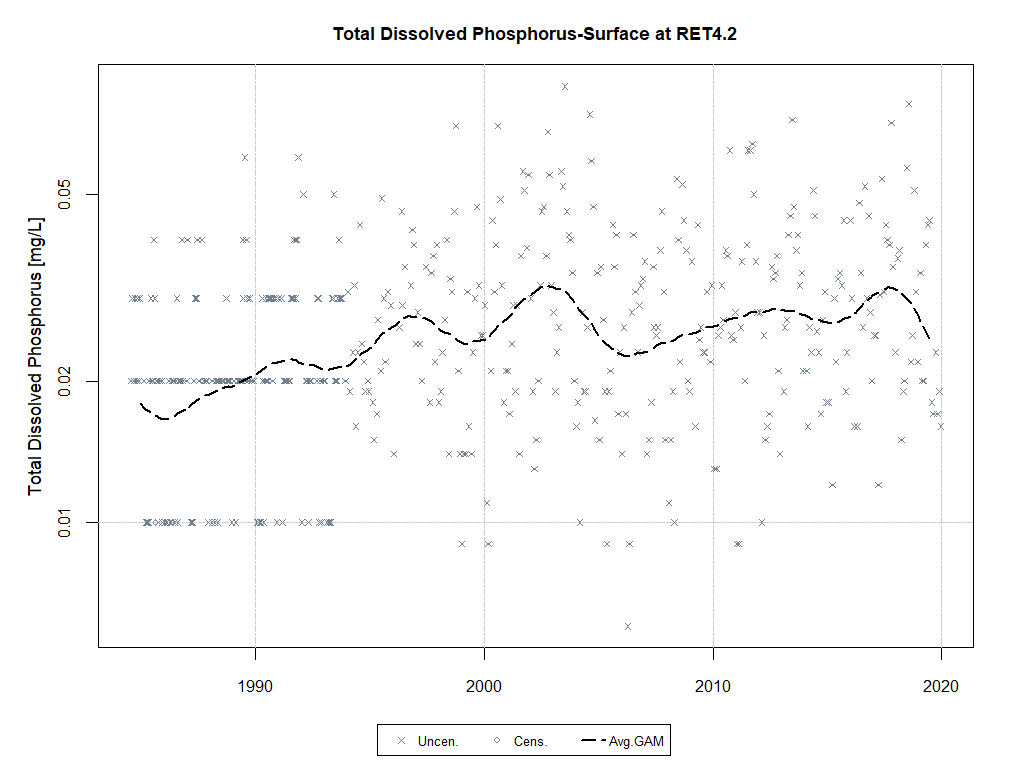 Total Dissolved Phosphorus-Surface at RET4.2
Total Dissolved Phosphorus [mg/L]
0.05
0.02
0.01
1990 2000 2010 2020
Uncen. Cens. Avg.GAM